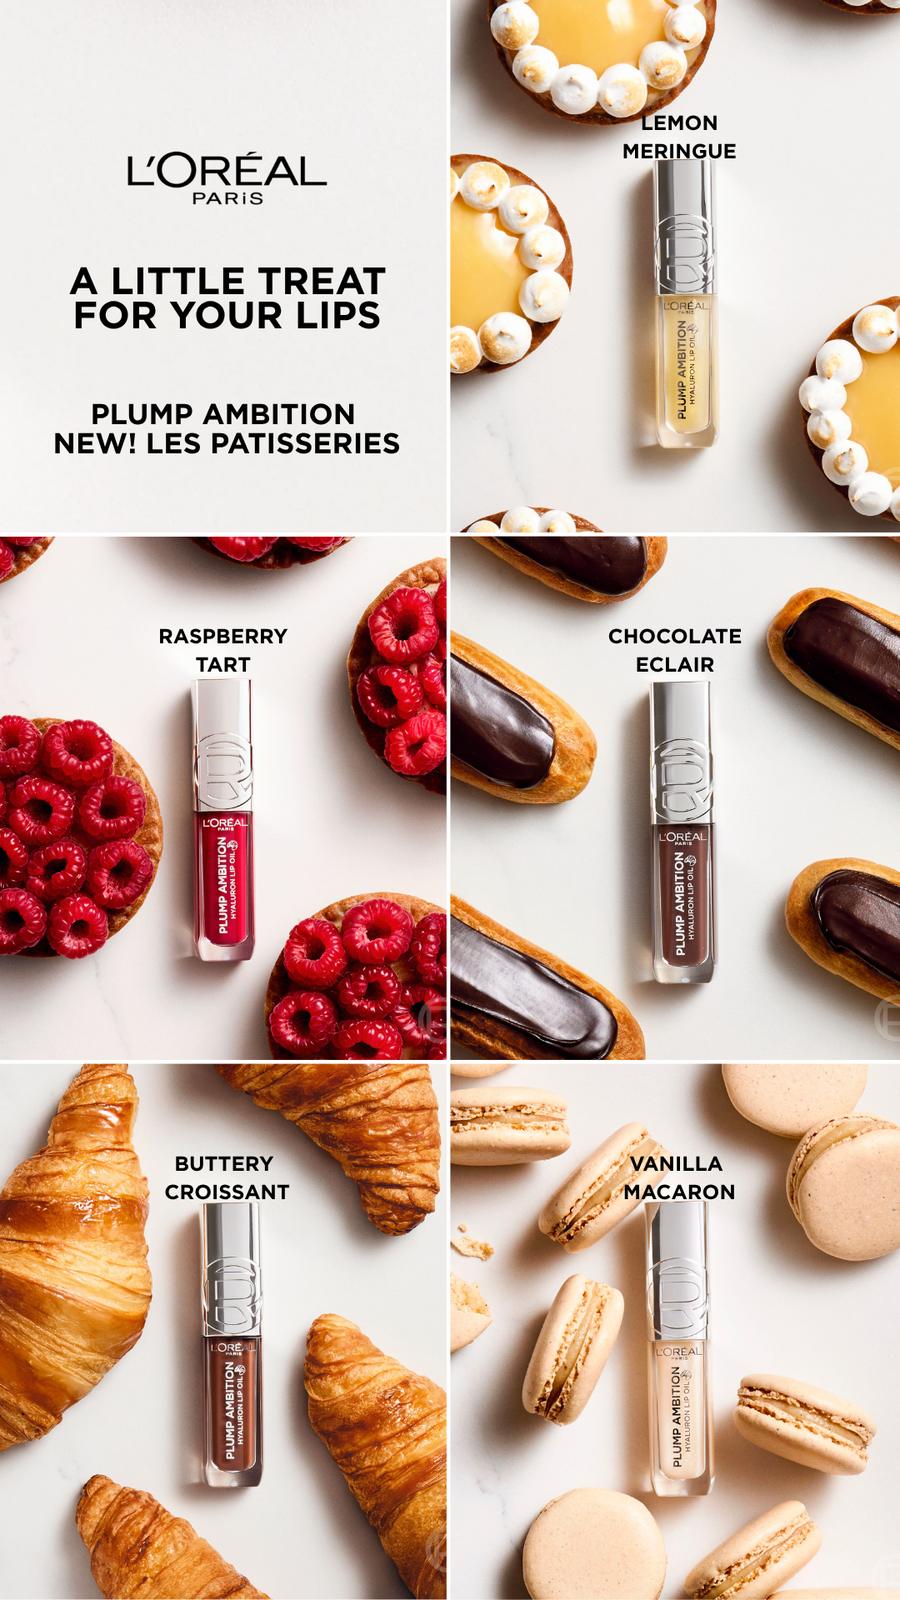 L'ORÉAL
PARIS
A LITTLE TREAT
FOR YOUR LIPS
PLUMP AMBITION
NEW! LES PATISSERIES
LEMON
MERINGUE
L'ORÉAL
PARIS
PLUMP AMBITION
HYALURON LIP OIL
RASPBERRY
TART
L'ORÉAL
PARIS
PLUMP AMBITION
HYALURON LIP OIL
CHOCOLATE
ECLAIR
L'ORÉAL
PARIS
PLUMP AMBITION
HYALURON LIP OIL
BUTTERY
CROISSANT
L'ORÉAL
PARIS
PLUMP AMBITION
HYALURON LIP OIL
VANILLA
MACARON
L'ORÉAL
PARIS
PLUMP AMBITION
HYALURON LIP OIL